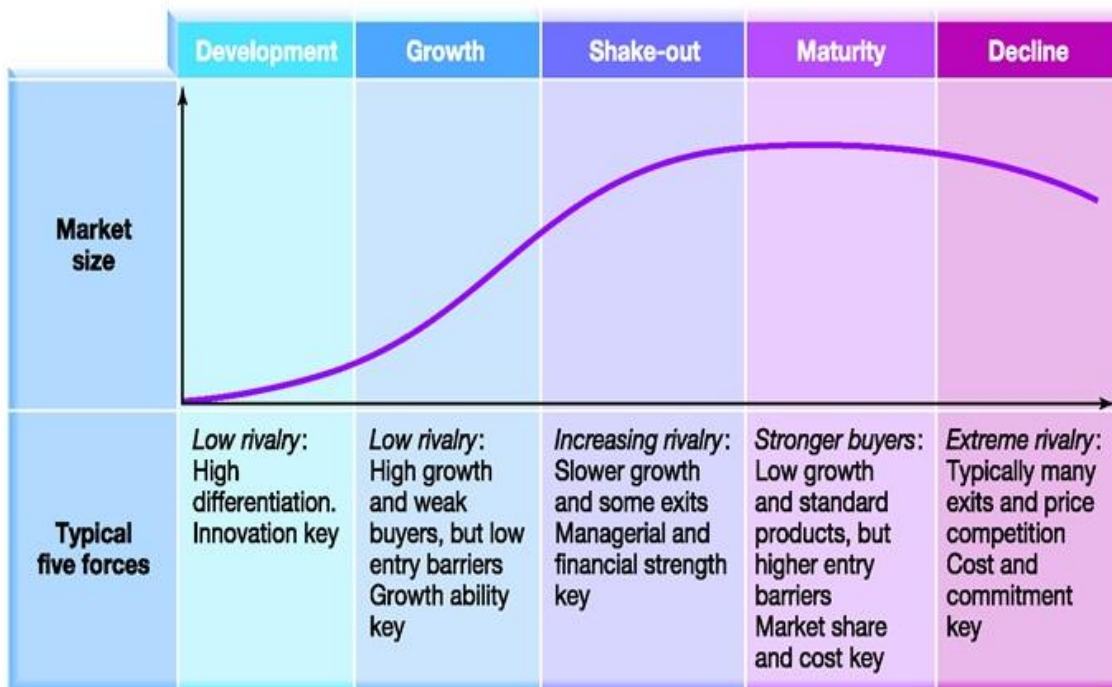 Development
Growth
Shake-out
Maturity
Decline
Market
size
Typical
five forces
Low rivalry:
High
differentiation.
Innovation key
Low rivalry:
High growth
and weak
buyers, but low
entry barriers
Growth ability
key
Increasing rivalry:
Slower growth
and some exits
Managerial and
financial strength
key
Stronger buyers:
Low growth
and standard
products, but
higher entry
barriers
Market share
and cost key
Extreme rivalry:
Typically many
exits and price
competition
Cost and
commitment
key